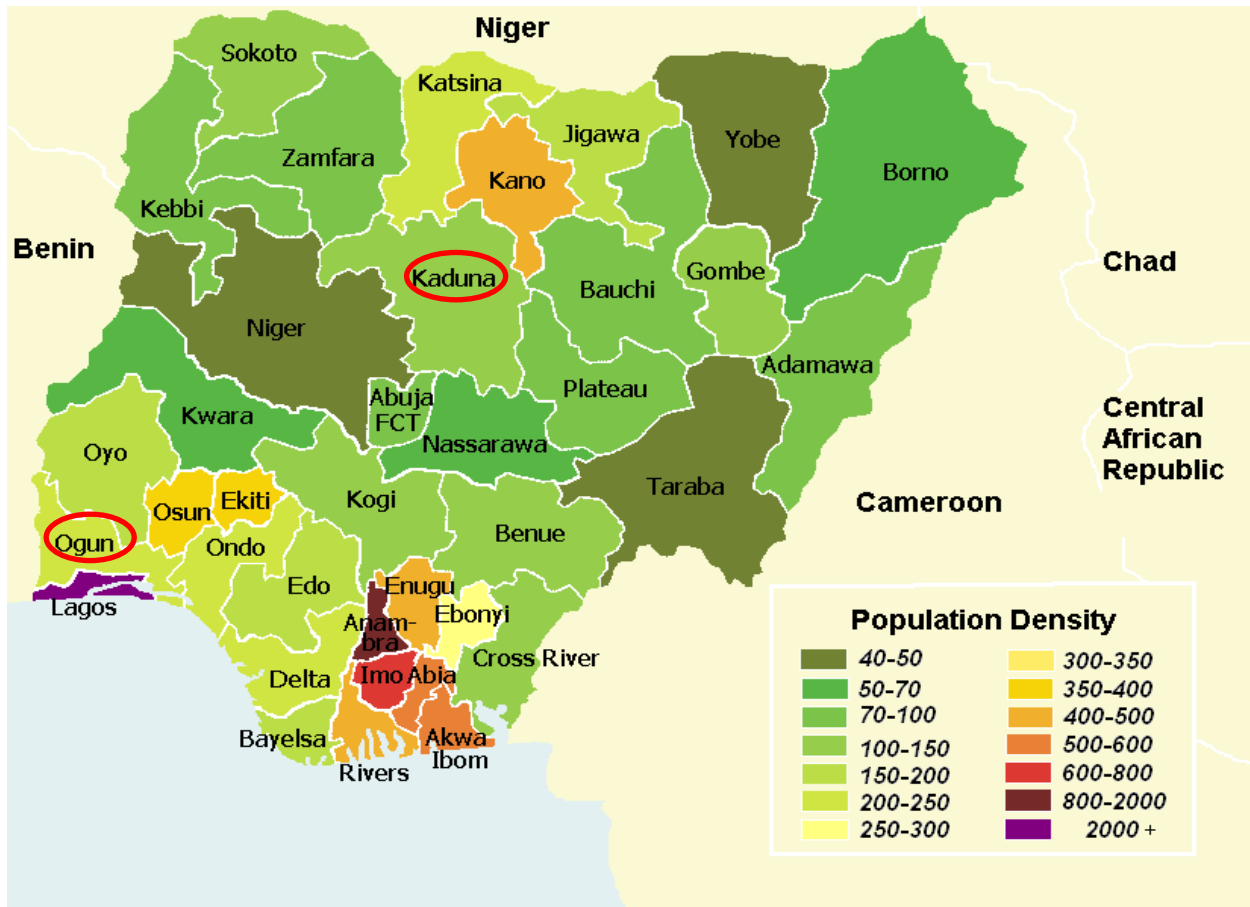 Niger
Sokoto
Katsina
Jigawa
Yobe
Zamfara
Kano
Borno
Kebbi
Benin
Kaduna
Gombe
Chad
Bauchi
Niger
Adamawa
Plateau
Abuja
FCT
Kwara
Nassarawa
Central
African
Republic
Oyo
Taraba
Kogi
Ekiti
Osun
Cameroon
Benue
Ogun
Ondo
Edo
Enugu
Lagos
Ebonyi
Anam-
bra
Cross River
Imo
Abia
Delta
Bayelsa
Akwa
Ibom
Rivers
Population Density
40-50
50-70
70-100
100-150
150-200
200-250
250-300
300-350
350-400
400-500
500-600
600-800
800-2000
2000 +